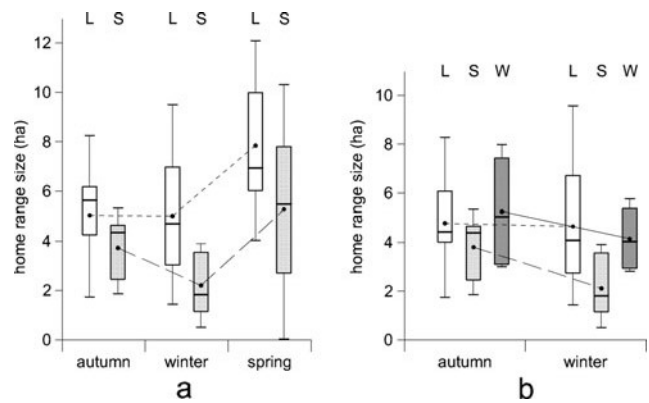 L S L S L S
12
10
8
6
4
2
0
home range size (ha)
autumn winter spring
a
L S W L S W
10
8
6
4
2
0
home range size (ha)
autumn winter
b